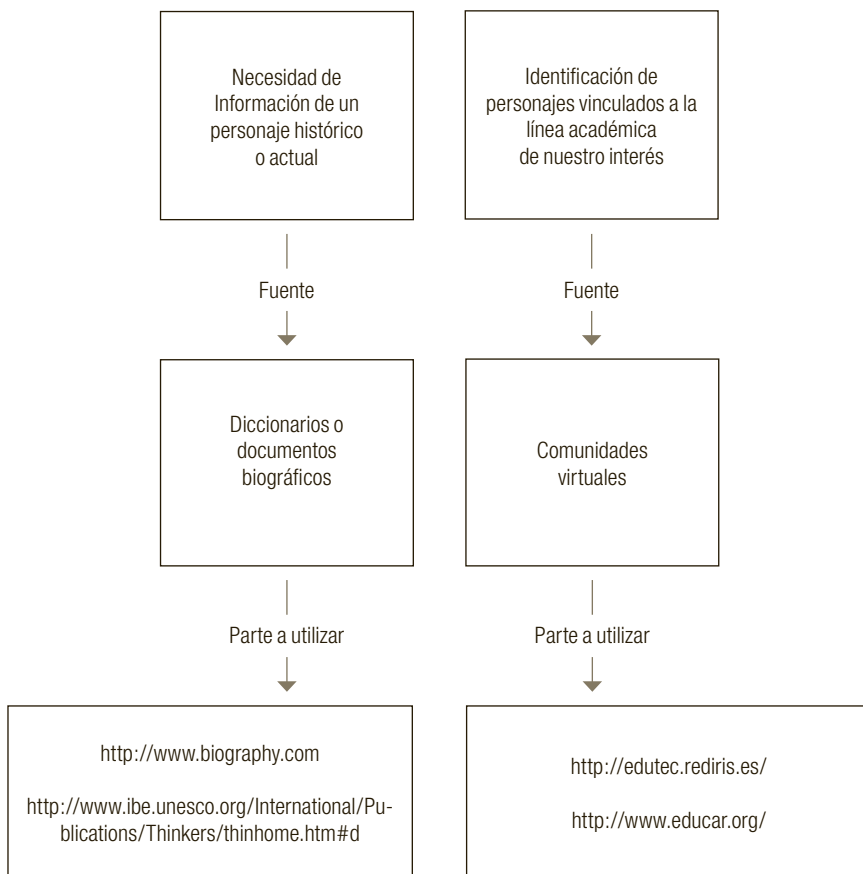 Necesidad de
Información de un
personaje histórico
o actual
Fuente
Diccionarios o
documentos
biográficos
Parte a utilizar
http://www.biography.com
http://www.ibe.unesco.org/International/Pu-
blications/Thinkers/thinhome.htm#d
Identificación de
personajes vinculados a la
línea académica
de nuestro interés
Fuente
Comunidades
virtuales
Parte a utilizar
http://edutec.rediris.es/
http://www.educar.org/